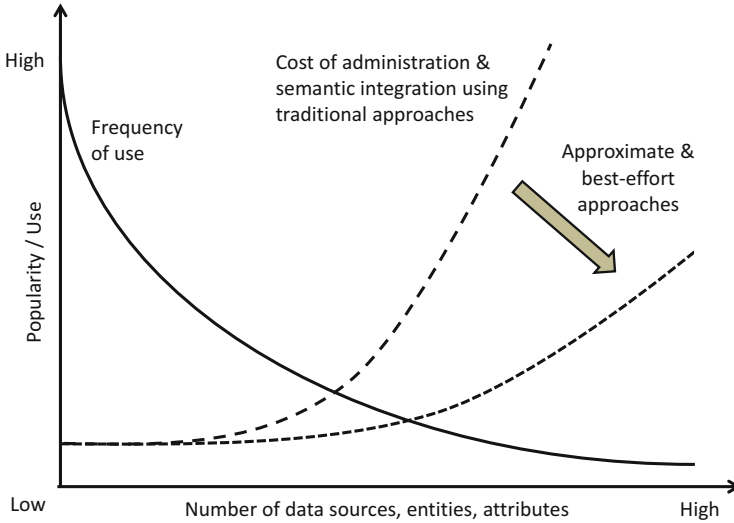 High
Cost of administration &
semantic integration using
traditional approaches
Frequency
of use
Approximate &
best-effort
approaches
Popularity / Use
Low
Number of data sources, entities, attributes
High